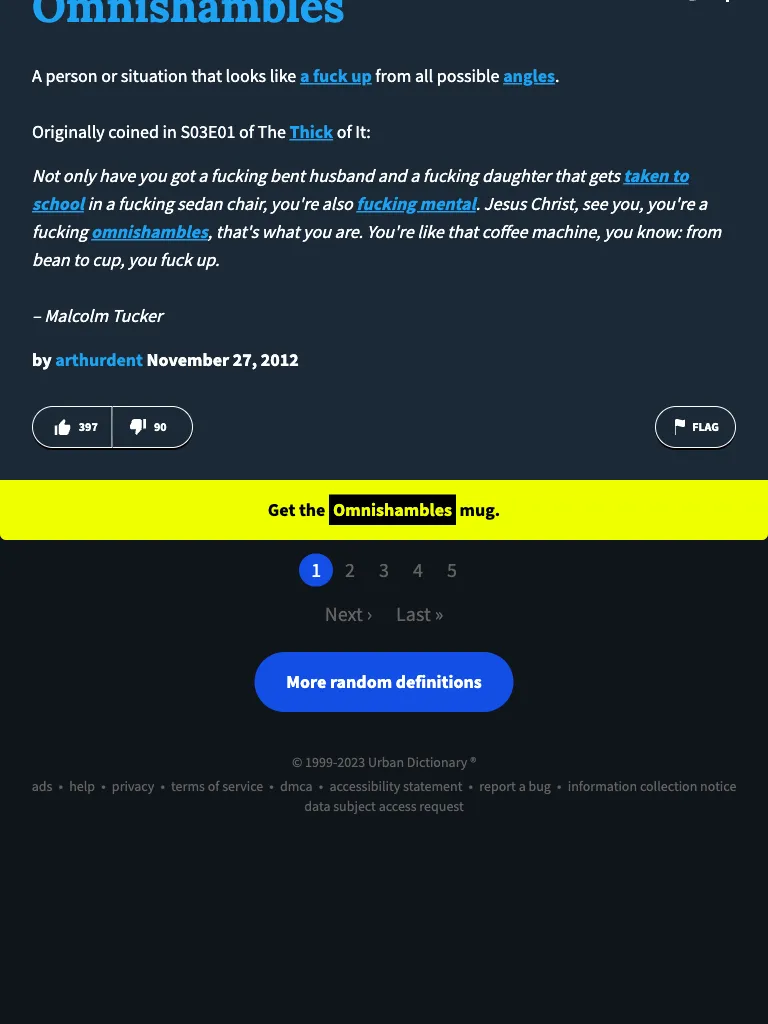 Omnishambles
A person or situation that looks like a fuck up from all possible angles.
Originally coined in S03E01 of The Thick of It:
Not only have you got a fucking bent husband and a fucking daughter that gets taken to
school in a fucking sedan chair, you're also fucking mental. Jesus Christ, see you, you're a
fucking omnishambles, that's what you are. You're like that coffee machine, you know: from
bean to cup, you fuck up.
– Malcolm Tucker
by arthurdent November 27, 2012
397 90 FLAG
Get the Omnishambles mug.
1 2 3 4 5
Next › Last »
More random definitions
© 1999-2023 Urban Dictionary ®
ads • help • privacy • terms of service • dmca • accessibility statement • report a bug • information collection notice
data subject access request